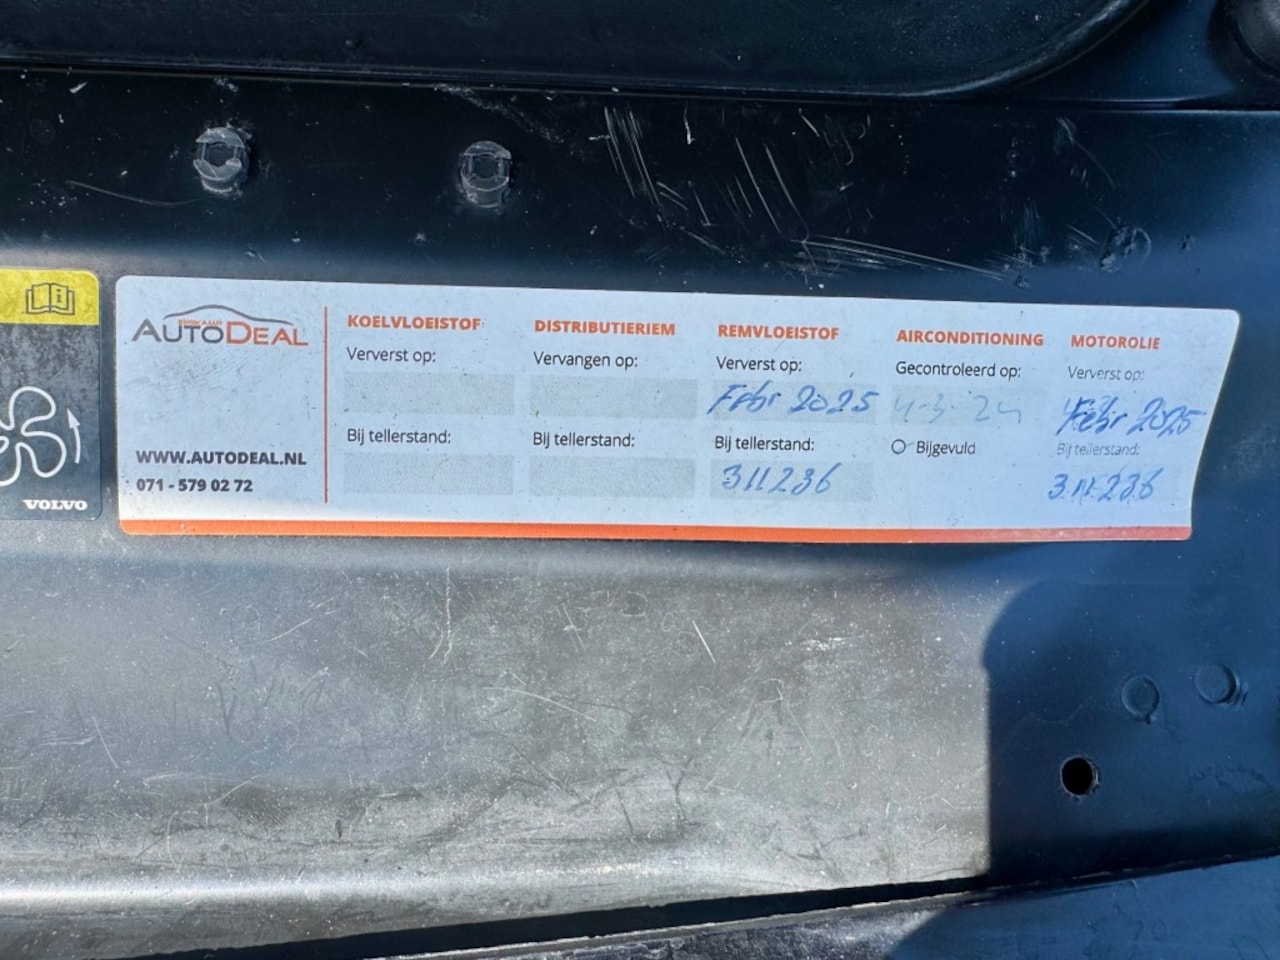 AUTODEAL
WWW.AUTODEAL.NL
071 - 579 02 72
KOELVLOEISTOF
Ververst op:
Bij tellerstand:
DISTRIBUTIERIEM
Vervangen op:
Bij tellerstand:
REMVLOEISTOF
Ververst op:
Febr 2025
Bij tellerstand:
311236
AIRCONDITIONING
Gecontroleerd op:
4-3-24
Bijgevuld
MOTOROLIE
Ververst op:
Febr 2025
Bij tellerstand:
311236
VOLVO